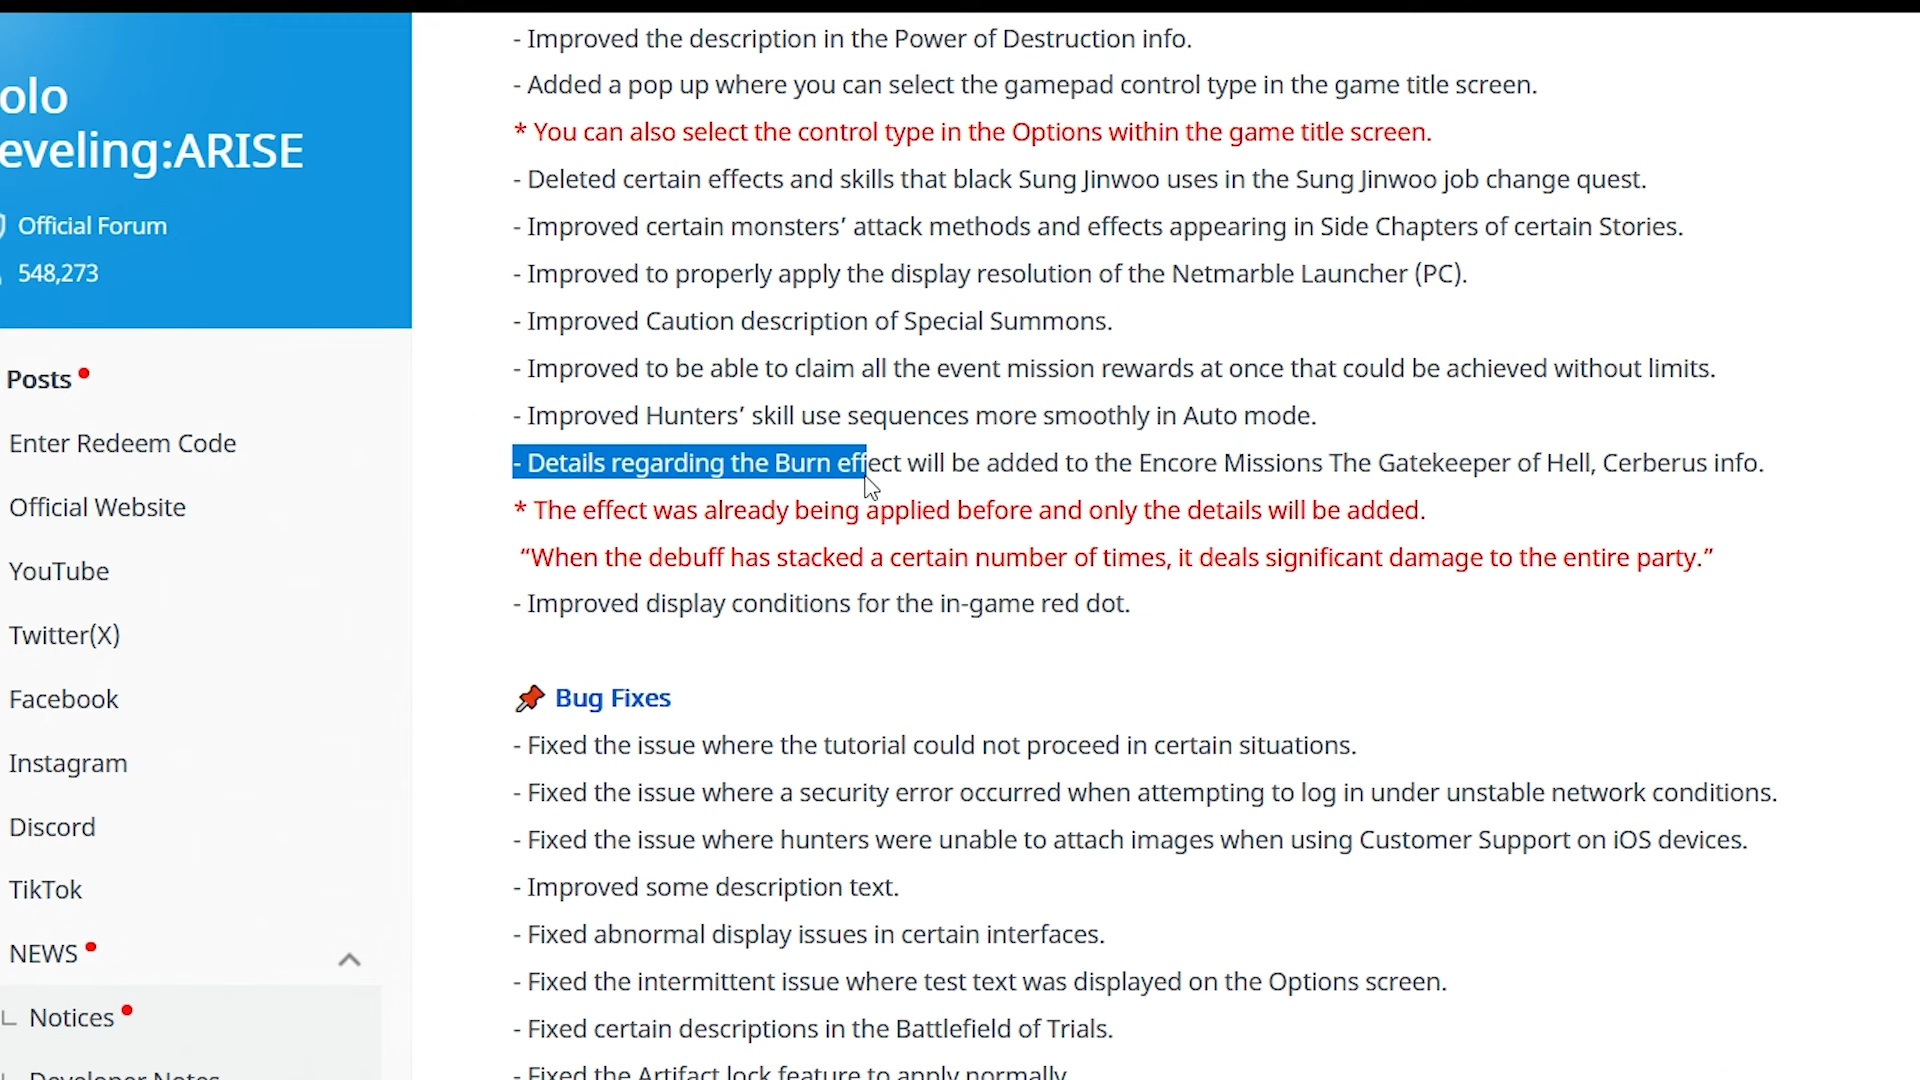 olo
eveling:ARISE
Official Forum
548,273
Posts
Enter Redeem Code
Official Website
YouTube
Twitter(X)
Facebook
Instagram
Discord
TikTok
NEWS
Notices
Developer Notes
- Improved the description in the Power of Destruction info.
- Added a pop up where you can select the gamepad control type in the game title screen.
* You can also select the control type in the Options within the game title screen.
- Deleted certain effects and skills that black Sung Jinwoo uses in the Sung Jinwoo job change quest.
- Improved certain monsters’ attack methods and effects appearing in Side Chapters of certain Stories.
- Improved to properly apply the display resolution of the Netmarble Launcher (PC).
- Improved Caution description of Special Summons.
- Improved to be able to claim all the event mission rewards at once that could be achieved without limits.
- Improved Hunters’ skill use sequences more smoothly in Auto mode.
- Details regarding the Burn effect will be added to the Encore Missions The Gatekeeper of Hell, Cerberus info.
* The effect was already being applied before and only the details will be added.
“When the debuff has stacked a certain number of times, it deals significant damage to the entire party.”
- Improved display conditions for the in-game red dot.
Bug Fixes
- Fixed the issue where the tutorial could not proceed in certain situations.
- Fixed the issue where a security error occurred when attempting to log in under unstable network conditions.
- Fixed the issue where hunters were unable to attach images when using Customer Support on iOS devices.
- Improved some description text.
- Fixed abnormal display issues in certain interfaces.
- Fixed the intermittent issue where test text was displayed on the Options screen.
- Fixed certain descriptions in the Battlefield of Trials.
- Fixed the Artifact lock feature to apply normally.